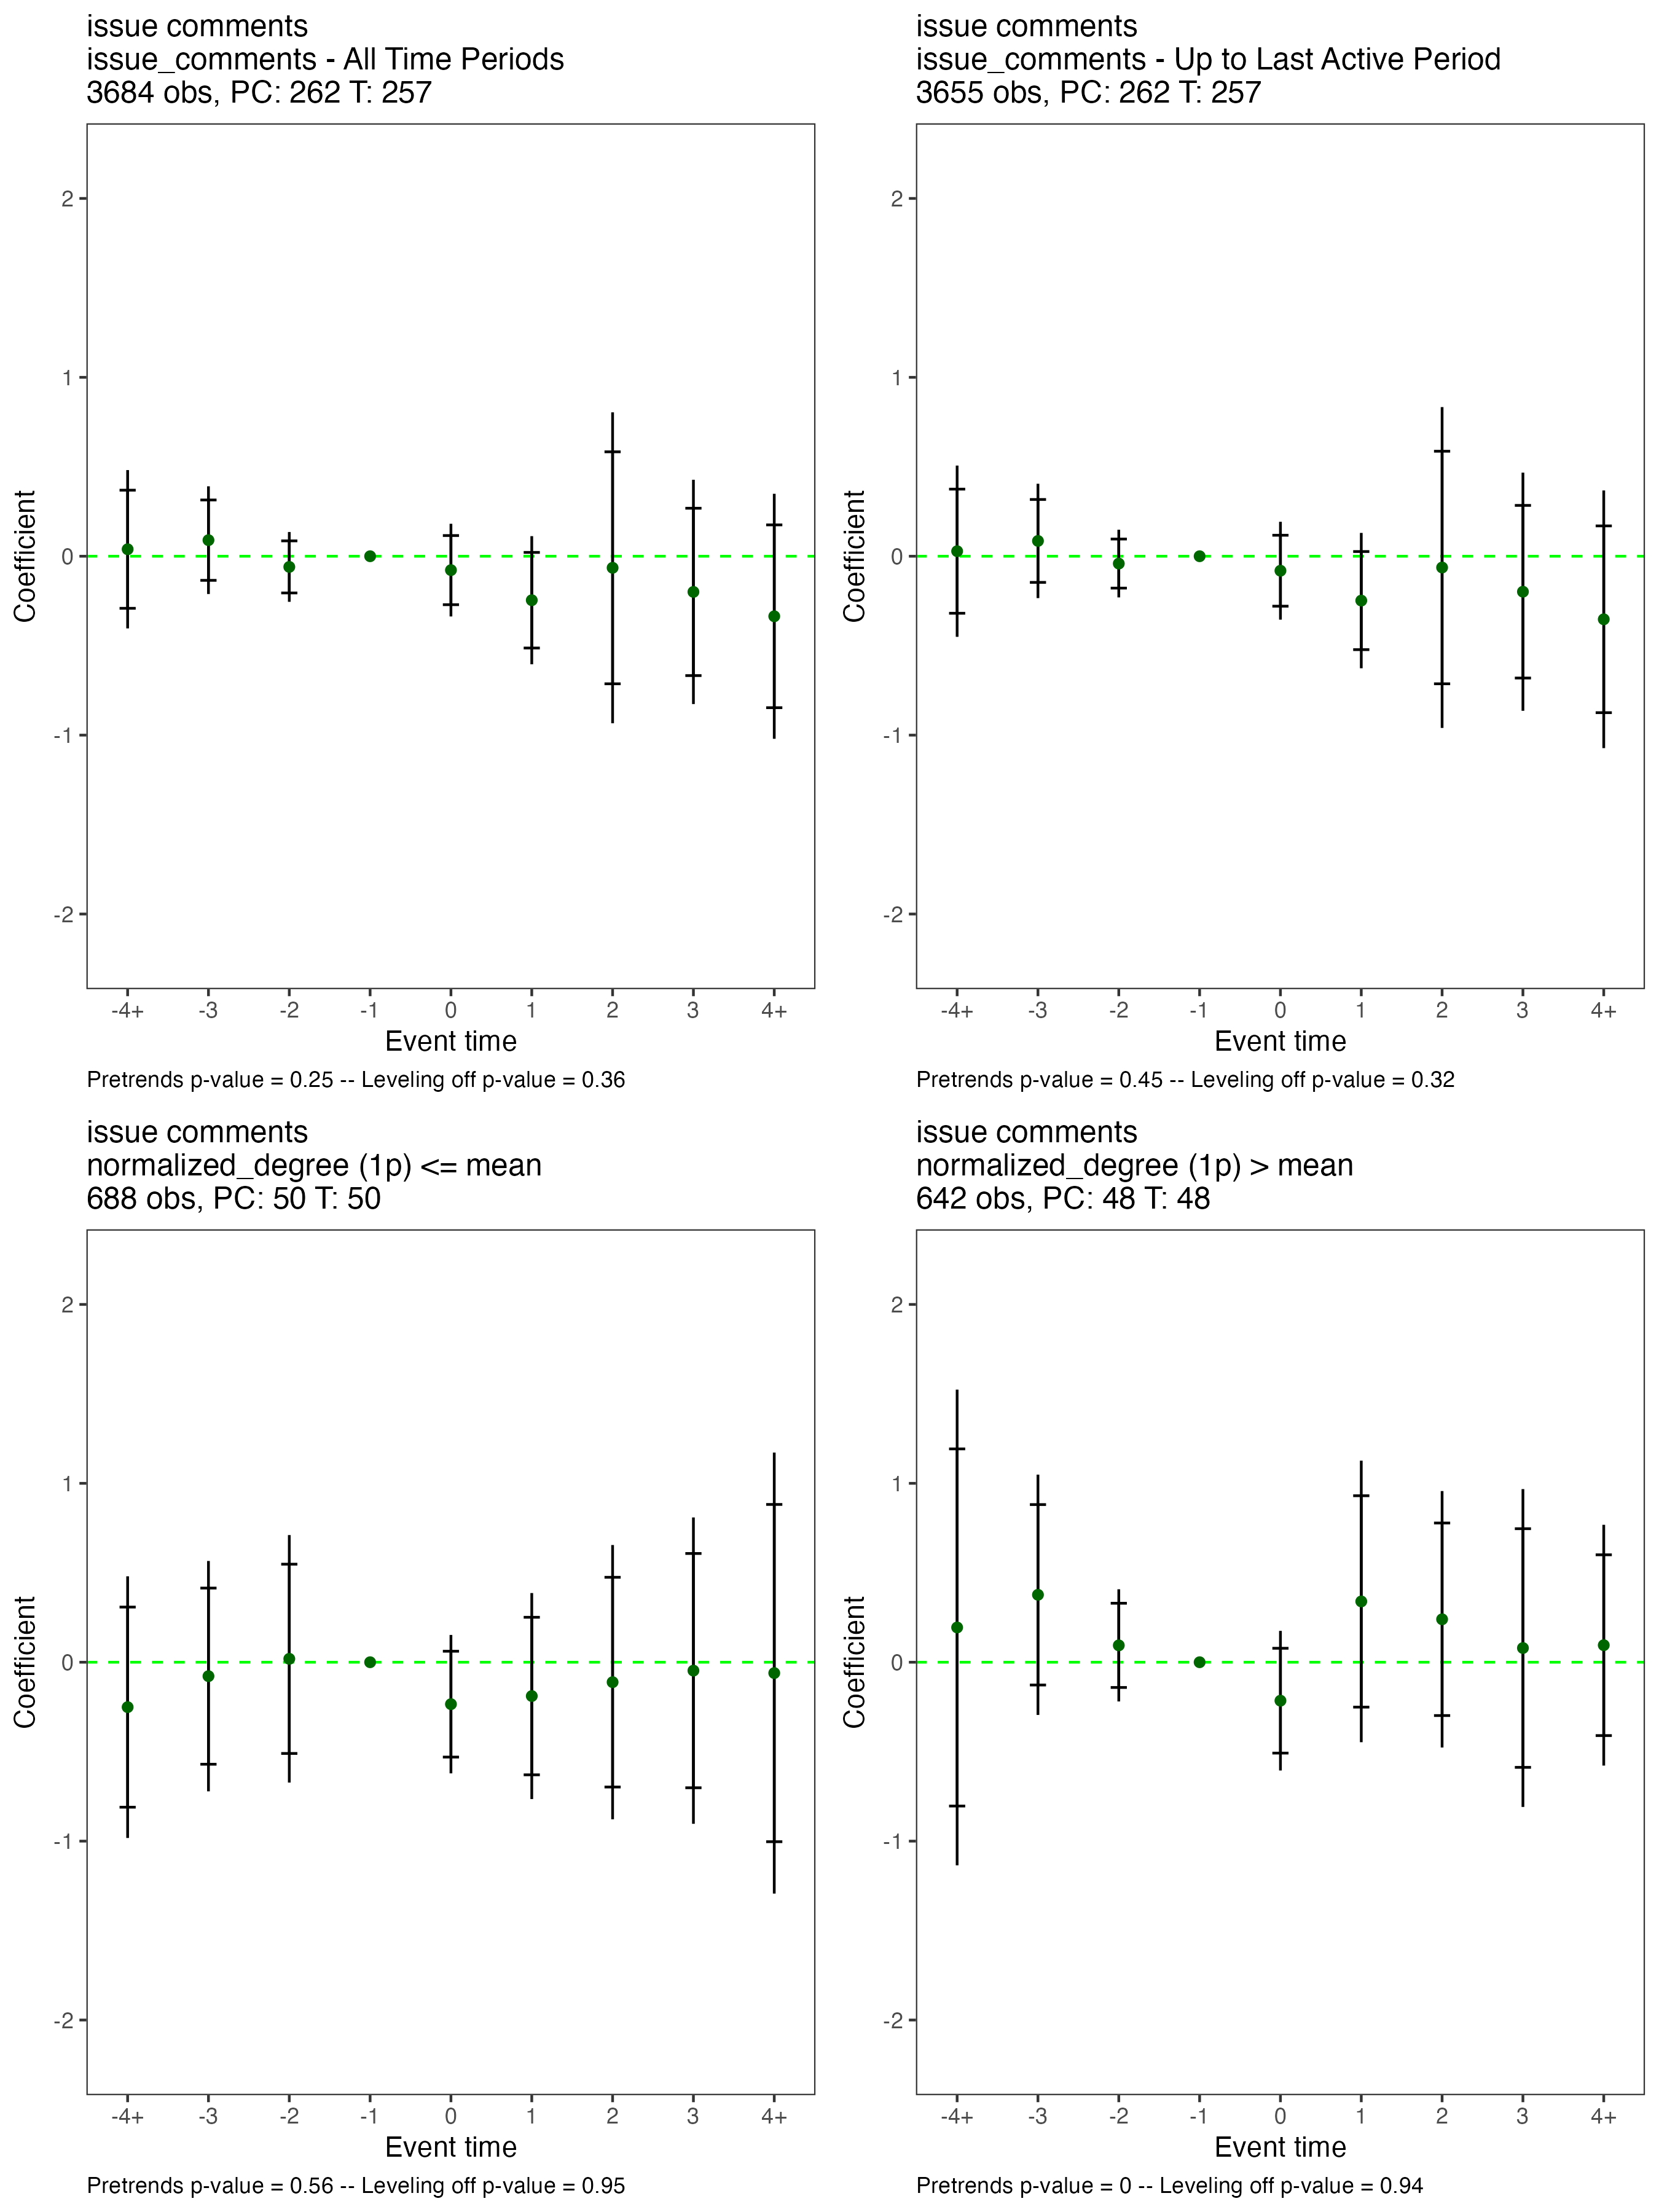 issue comments
issue_comments - All Time Periods
3684 obs, PC: 262 T: 257
Coefficient
2
1
0
-1
-2
-4+ -3 -2 -1 0 1 2 3 4+
Event time
Pretrends p-value = 0.25 -- Leveling off p-value = 0.36
issue comments
issue_comments - Up to Last Active Period
3655 obs, PC: 262 T: 257
Coefficient
2
1
0
-1
-2
-4+ -3 -2 -1 0 1 2 3 4+
Event time
Pretrends p-value = 0.45 -- Leveling off p-value = 0.32
issue comments
normalized_degree (1p) <= mean
688 obs, PC: 50 T: 50
Coefficient
2
1
0
-1
-2
-4+ -3 -2 -1 0 1 2 3 4+
Event time
Pretrends p-value = 0.56 -- Leveling off p-value = 0.95
issue comments
normalized_degree (1p) > mean
642 obs, PC: 48 T: 48
Coefficient
2
1
0
-1
-2
-4+ -3 -2 -1 0 1 2 3 4+
Event time
Pretrends p-value = 0 -- Leveling off p-value = 0.94